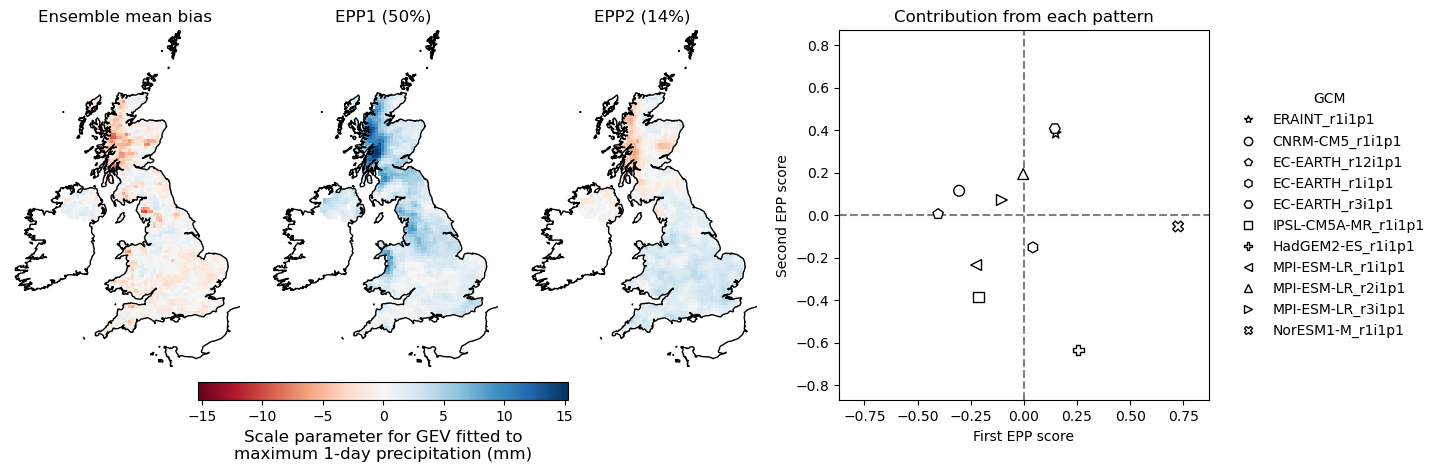 Ensemble mean bias
EPP1 (50%)
EPP2 (14%)
−15 −10 −5 0 5 10 15
Scale parameter for GEV fitted to
maximum 1-day precipitation (mm)
Contribution from each pattern
Second EPP score
0.8
0.6
0.4
0.2
0.0
−0.2
−0.4
−0.6
−0.8
−0.75 −0.50 −0.25 0.00 0.25 0.50 0.75
First EPP score
GCM
ERAINT_r1i1p1
CNRM-CM5_r1i1p1
EC-EARTH_r12i1p1
EC-EARTH_r1i1p1
EC-EARTH_r3i1p1
IPSL-CM5A-MR_r1i1p1
HadGEM2-ES_r1i1p1
MPI-ESM-LR_r1i1p1
MPI-ESM-LR_r2i1p1
MPI-ESM-LR_r3i1p1
NorESM1-M_r1i1p1